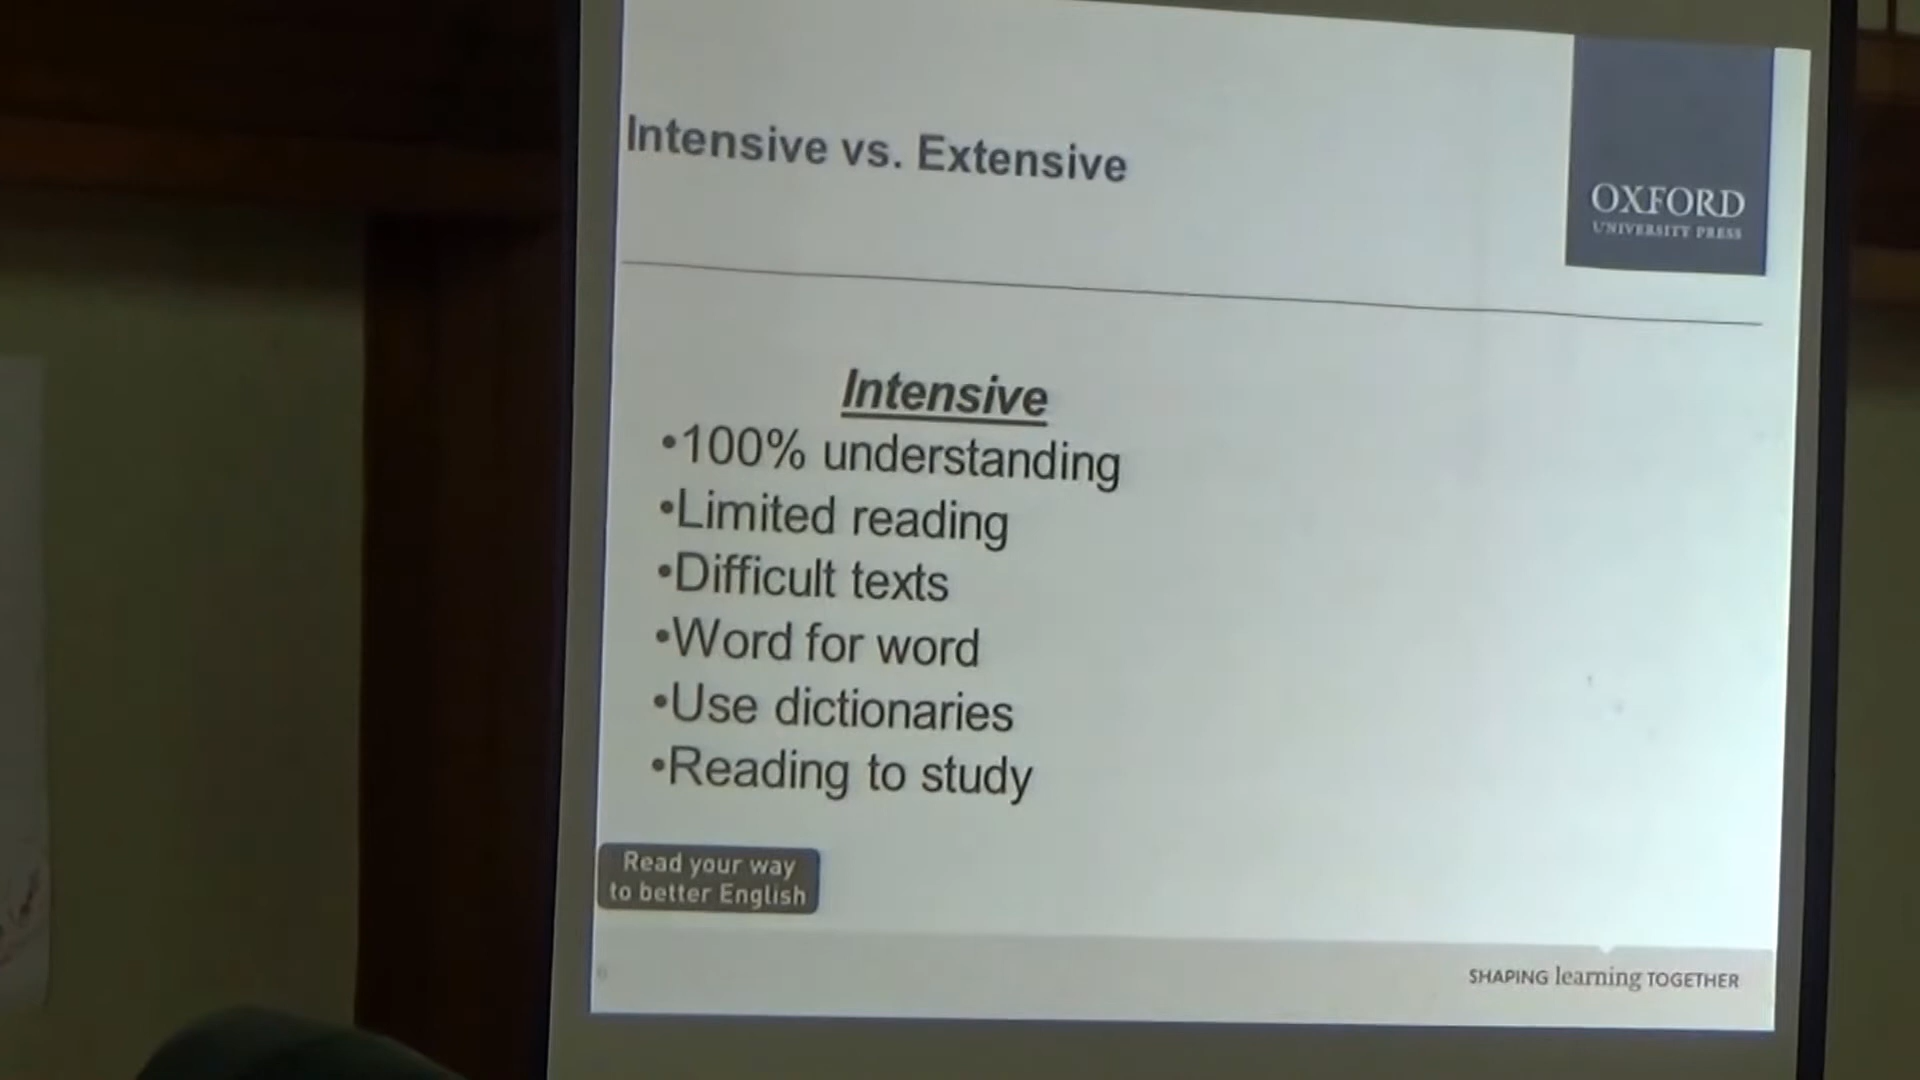 Intensive vs. Extensive
OXFORD
UNIVERSITY PRESS
Intensive
•100% understanding
•Limited reading
•Difficult texts
•Word for word
•Use dictionaries
•Reading to study
Read your way
to better English
SHAPING learning TOGETHER